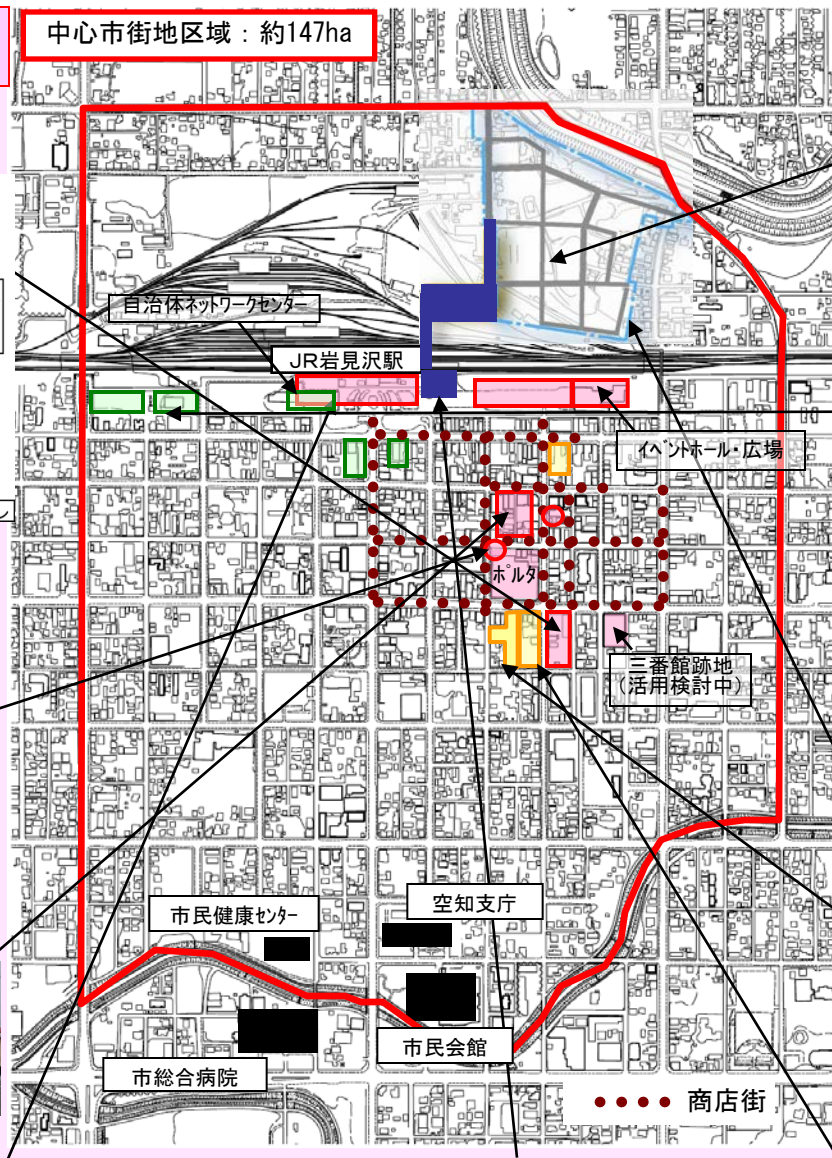 中心市街地区域：約147ha
自治体ネットワークセンター
JR岩見沢駅
イベントホール・広場
ポルタ
三番館跡地
（活用検討中）
空知支庁
市民健康センター
市民会館
市総合病院
商店街